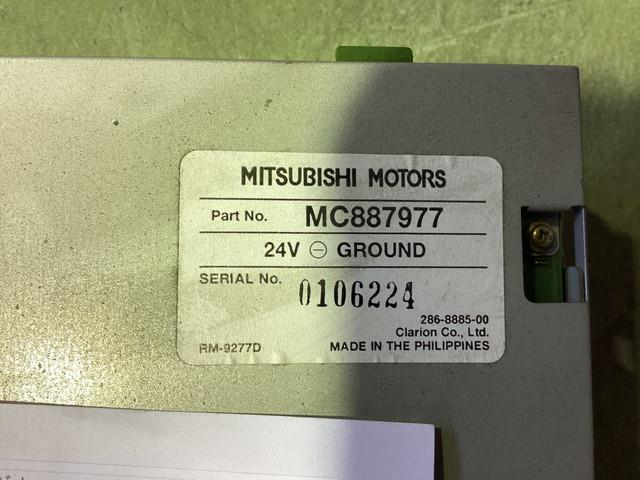 MITSUBISHI MOTORS
Part No. MC887977
24V ⊖ GROUND
SERIAL No.
0106224
286-8885-00
Clarion Co., Ltd.
RM-9277D MADE IN THE PHILIPPINES